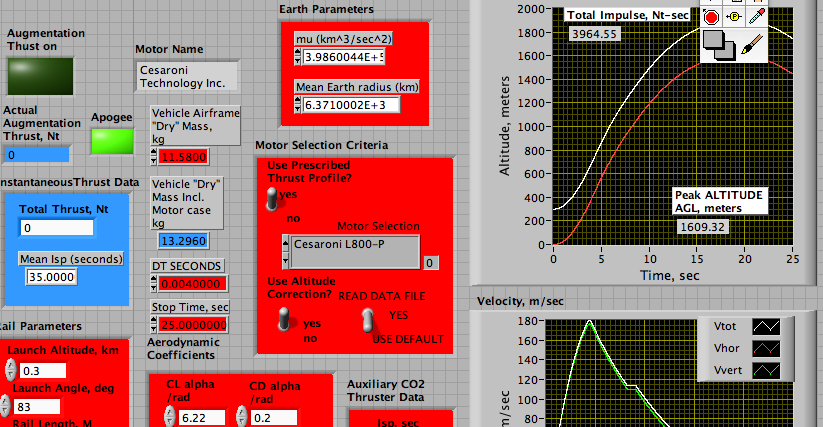 Earth Parameters
mu (km^3/sec^2)
3.9860044E+5
Mean Earth radius (km)
6.3710002E+3
Augmentation
Thust on
Motor Name
Cesaroni
Technology Inc.
Actual
Augmentation
Thrust, Nt
0
Apogee
Vehicle Airframe
"Dry" Mass,
kg
11.5800
Vehicle "Dry"
Mass Incl.
Motor case
kg
13.2960
DT SECONDS
0.0040000
Stop Time, sec
25.0000000
nstantaneousThrust Data
Total Thrust, Nt
0
Mean Isp (seconds)
35.0000
Motor Selection Criteria
Use Prescribed
Thrust Profile?
yes
no
Motor Selection
Cesaroni L800-P
0
Use Altitude
Correction?
yes
no
READ DATA FILE
YES
USE DEFAULT
ail Parameters
Launch Altitude, km
0.3
Launch Angle, deg
83
Rail Length, M
Aerodynamic
Coefficients
CL alpha
/rad
6.22
CD alpha
/rad
0.2
Auxiliary CO2
Thruster Data
Isp, sec
Total Impulse, Nt-sec
3964.55
Altitude, meters
2000
1800
1600
1400
1200
1000
800
600
400
200
0
Peak ALTITUDE
AGL, meters
1609.32
0 5 10 15 20 25
Time, sec
Velocity, m/sec
180
160
140
120
100
80
m/sec
Vtot
Vhor
Vvert